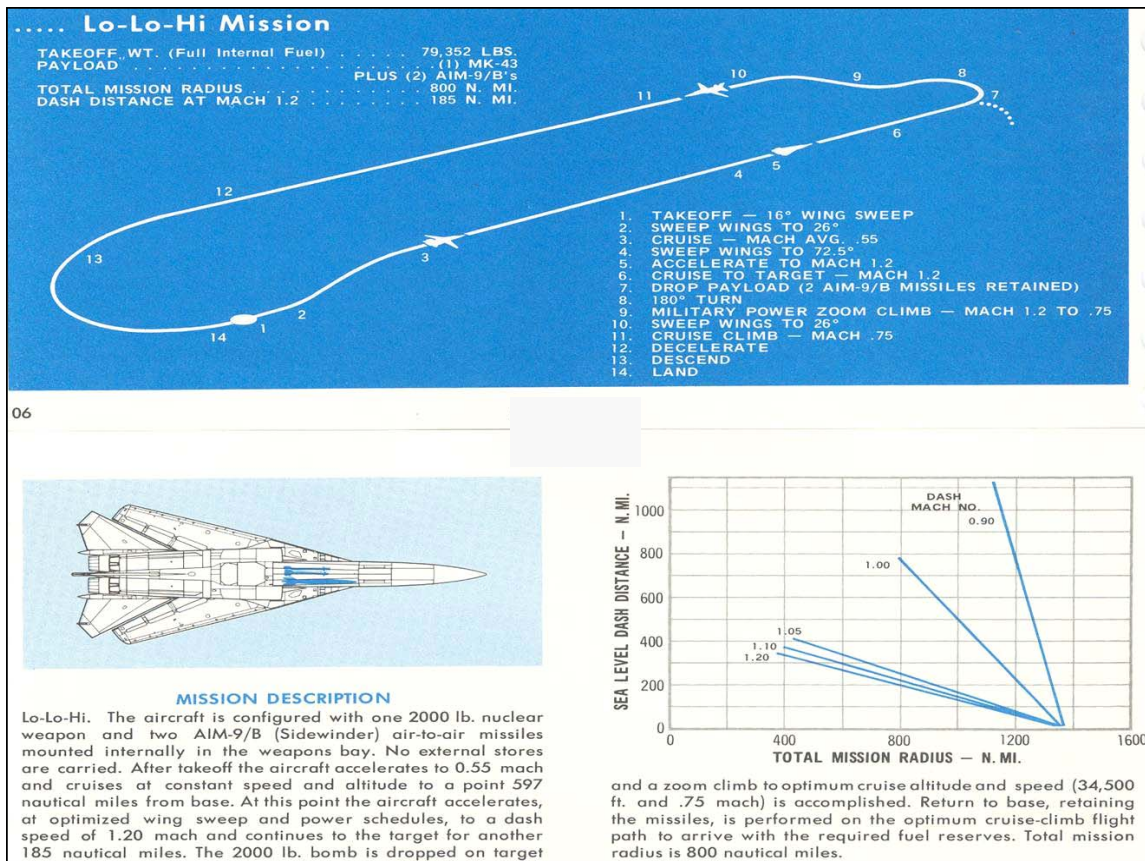 ..... Lo-Lo-Hi Mission
TAKEOFF WT. (Full Internal Fuel) ..... 79,352 LBS.
PAYLOAD ..................... (1) MK-43
PLUS (2) AIM-9/B's
TOTAL MISSION RADIUS ............ 800 N. MI.
DASH DISTANCE AT MACH 1.2 ........ 185 N. MI.
1
2
3
4
5
6
7
8
9
10
11
12
13
14
1. TAKEOFF — 16° WING SWEEP
2. SWEEP WINGS TO 26°
3. CRUISE — MACH AVG. .55
4. SWEEP WINGS TO 72.5°
5. ACCELERATE TO MACH 1.2
6. CRUISE TO TARGET — MACH 1.2
7. DROP PAYLOAD (2 AIM-9/B MISSILES RETAINED)
8. 180° TURN
9. MILITARY POWER ZOOM CLIMB — MACH 1.2 TO .75
10. SWEEP WINGS TO 26°
11. CRUISE CLIMB — MACH .75
12. DECELERATE
13. DESCEND
14. LAND
06
MISSION DESCRIPTION
Lo-Lo-Hi. The aircraft is configured with one 2000 lb. nuclear
weapon and two AIM-9/B (Sidewinder) air-to-air missiles
mounted internally in the weapons bay. No external stores
are carried. After takeoff the aircraft accelerates to 0.55 mach
and cruises at constant speed and altitude to a point 597
nautical miles from base. At this point the aircraft accelerates,
at optimized wing sweep and power schedules, to a dash
speed of 1.20 mach and continues to the target for another
185 nautical miles. The 2000 lb. bomb is dropped on target
SEA LEVEL DASH DISTANCE – N.MI.
1000
800
600
400
200
0
DASH
MACH NO.
0.90
1.00
1.05
1.10
1.20
0
400
800
1200
1600
TOTAL MISSION RADIUS – N.MI.
and a zoom climb to optimum cruise altitude and speed (34,500
ft. and .75 mach) is accomplished. Return to base, retaining
the missiles, is performed on the optimum cruise-climb flight
path to arrive with the required fuel reserves. Total mission
radius is 800 nautical miles.